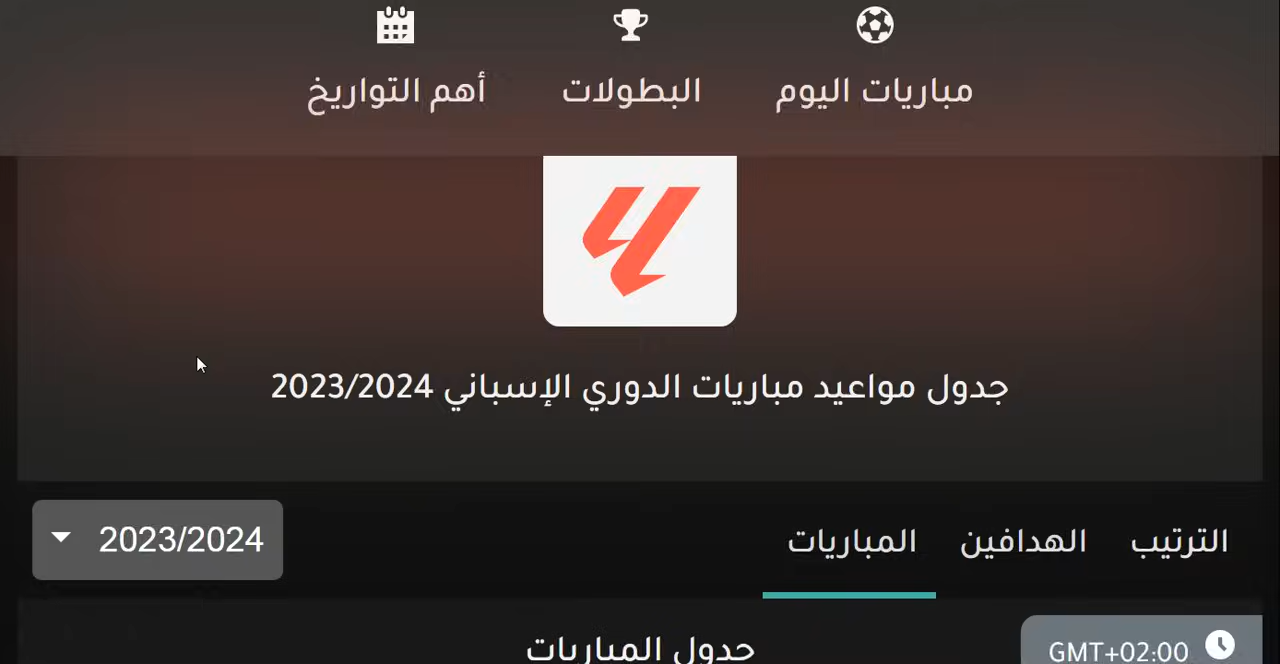 مباريات اليوم البطولات أهم التواريخ
جدول مواعيد مباريات الدوري الإسباني 2023/2024
الترتيب الهدافين المباريات 2023/2024
جدول المباريات
GMT+02:00